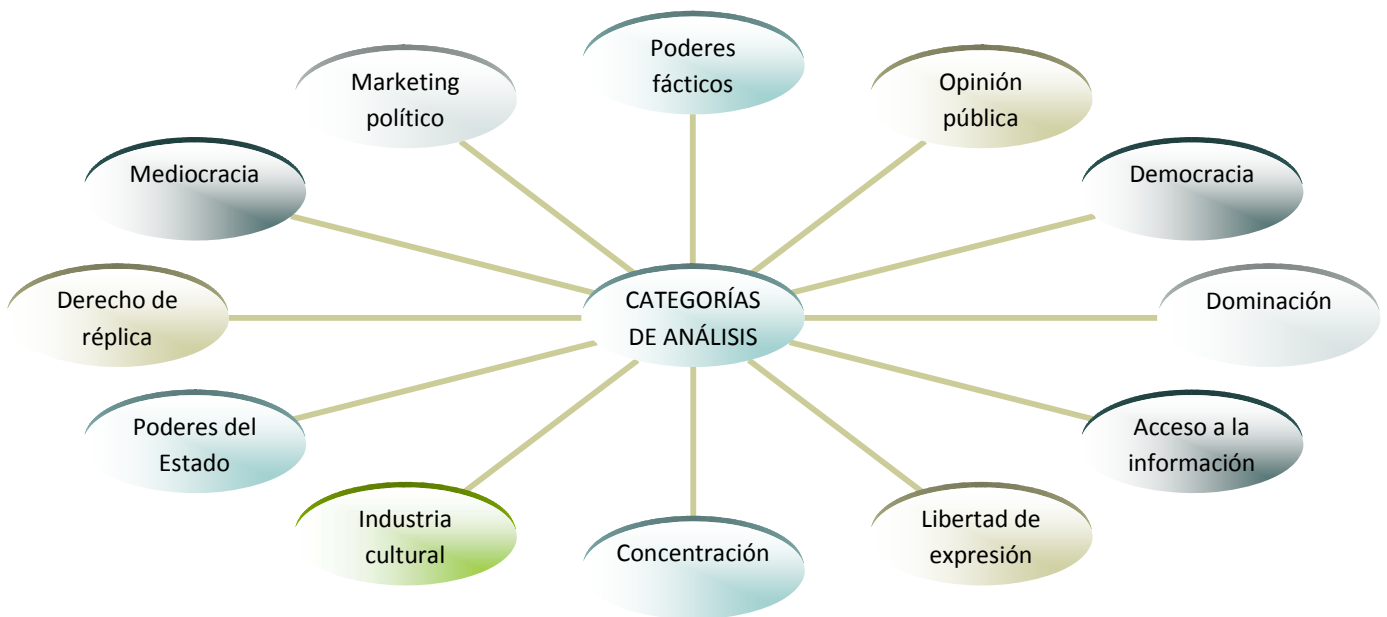 Poderes
fácticos
Marketing
político
Opinión
pública
Mediocracia
Democracia
Derecho de
réplica
CATEGORÍAS
DE ANÁLISIS
Dominación
Poderes del
Estado
Acceso a la
información
Industria
cultural
Concentración
Libertad de
expresión